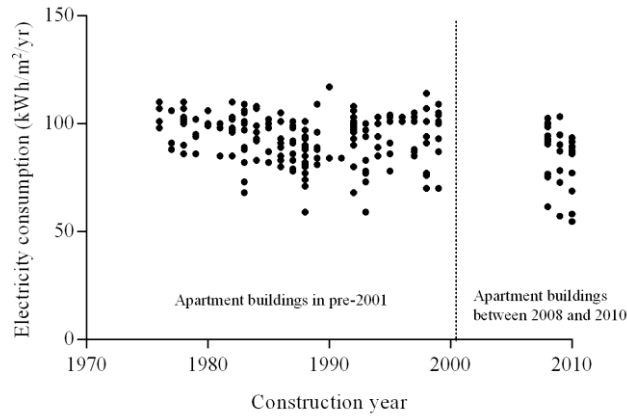 150
100
50
0
Electricity consumption (kWh/m²/yr)
Apartment buildings in pre-2001
Apartment buildings
between 2008 and 2010
1970
1980
1990
2000
2010
Construction year